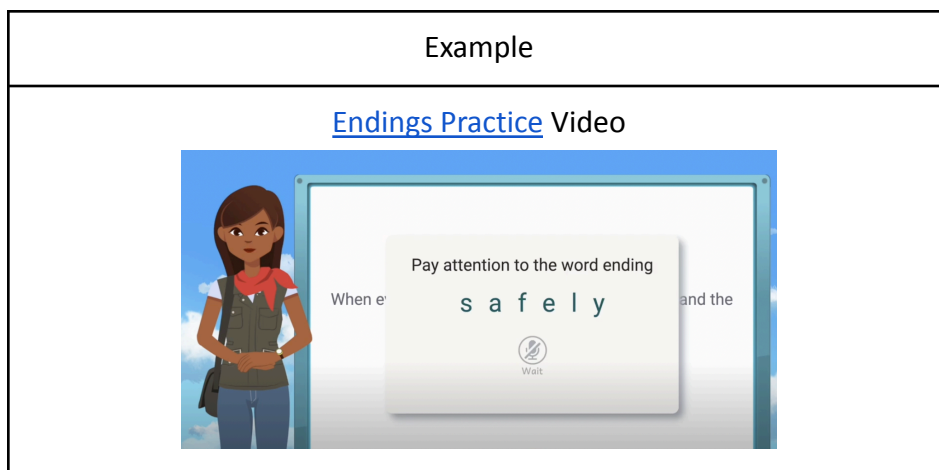 Example
Endings Practice Video
Pay attention to the word ending
When e
s a f e l y
and the
Wait